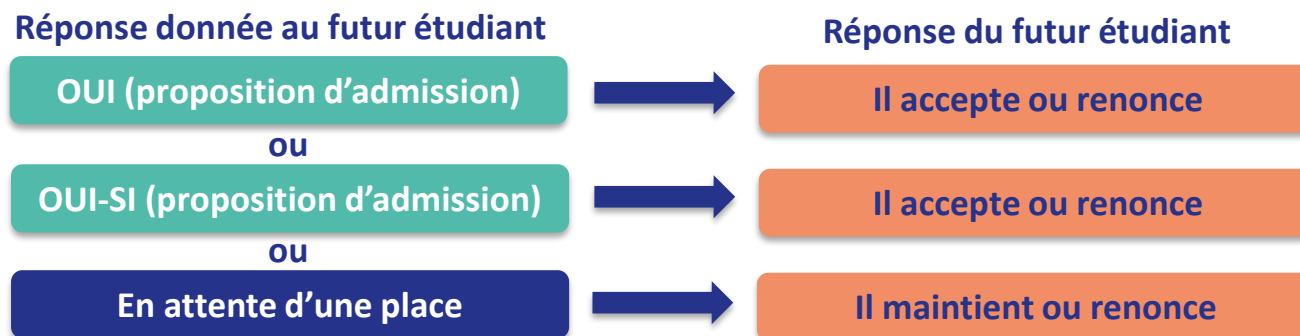 Réponse donnée au futur étudiant
Réponse du futur étudiant
OUI (proposition d’admission)
Il accepte ou renonce
ou
OUI-SI (proposition d’admission)
Il accepte ou renonce
ou
En attente d’une place
Il maintient ou renonce